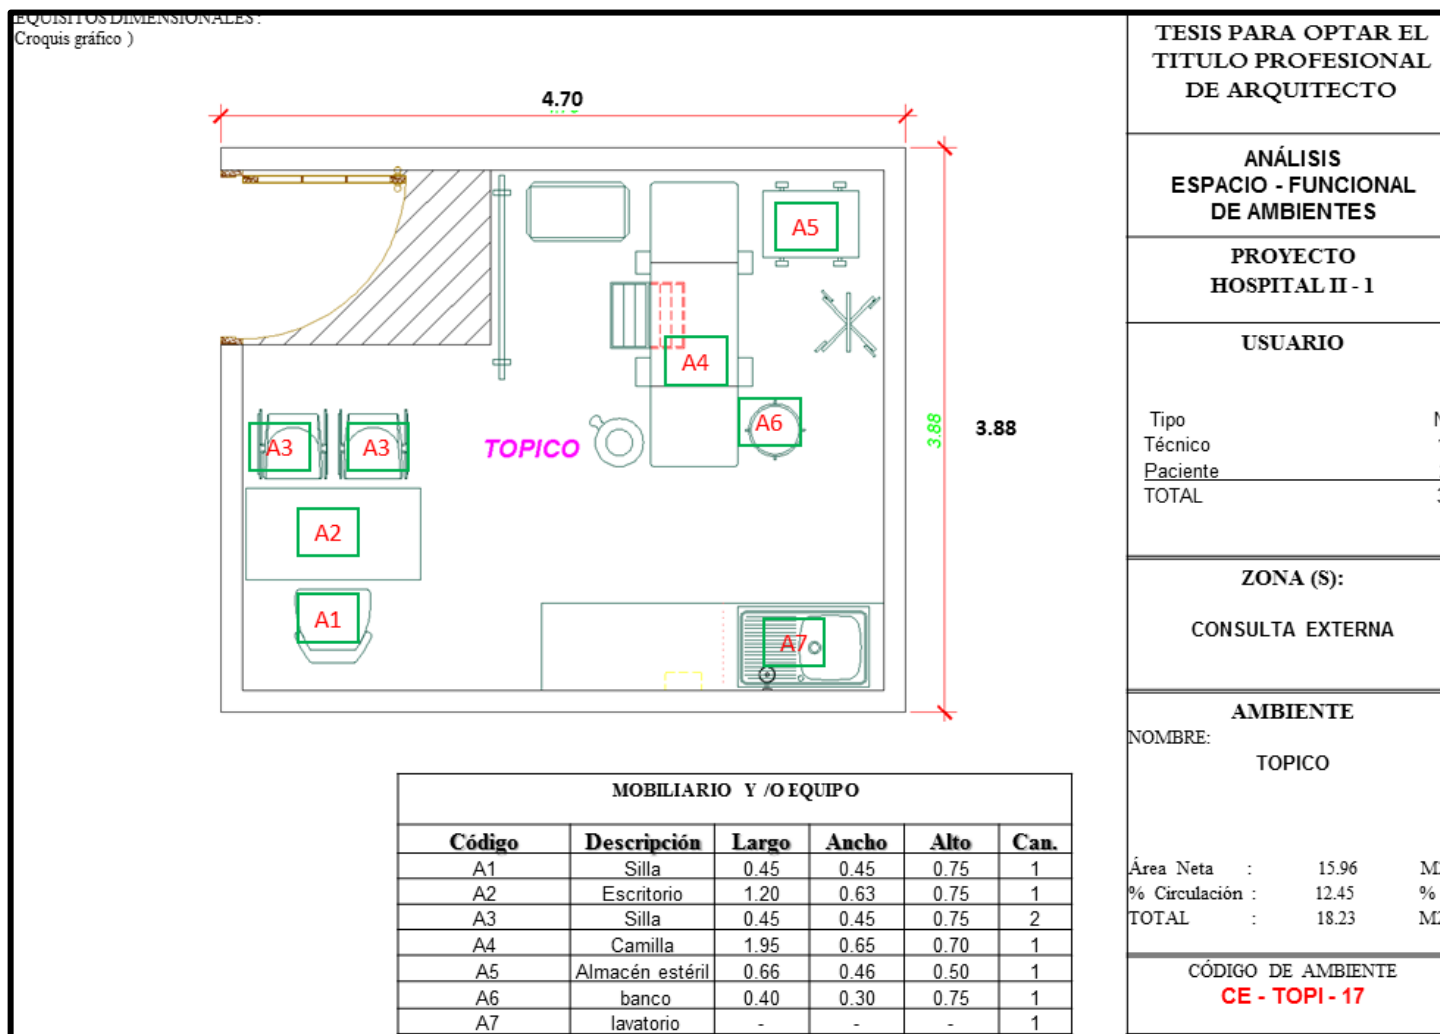 EQUISITOS DIMENSIONALES :
Croquis gráfico )
4.70
A5
A4
A6
A3
A3
TOPICO
3.88
3.88
A2
A1
A7
MOBILIARIO Y /O EQUIPO
Código Descripción Largo Ancho Alto Can.
A1 Silla 0.45 0.45 0.75 1
A2 Escritorio 1.20 0.63 0.75 1
A3 Silla 0.45 0.45 0.75 2
A4 Camilla 1.95 0.65 0.70 1
A5 Almacén estéril 0.66 0.46 0.50 1
A6 banco 0.40 0.30 0.75 1
A7 lavatorio - - - 1
TESIS PARA OPTAR EL
TITULO PROFESIONAL
DE ARQUITECTO
ANÁLISIS
ESPACIO - FUNCIONAL
DE AMBIENTES
PROYECTO
HOSPITAL II - 1
USUARIO
Tipo
Técnico
Paciente
TOTAL
ZONA (S):
CONSULTA EXTERNA
AMBIENTE
NOMBRE:
TOPICO
Área Neta : 15.96 M
% Circulación : 12.45 %
TOTAL : 18.23 M
CÓDIGO DE AMBIENTE
CE - TOPI - 17